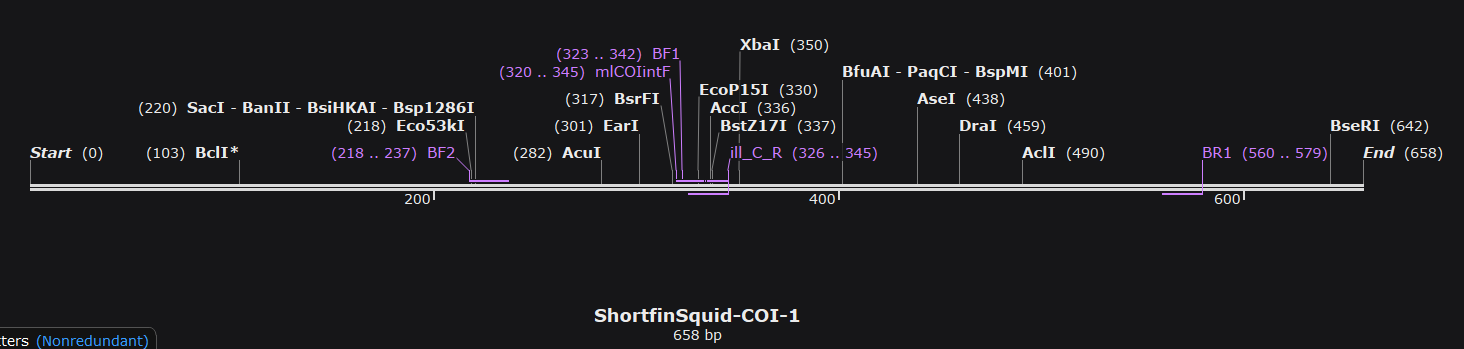 XbaI (350)
(323 .. 342) BF1
(320 .. 345) mlCOIintF
BfuAI - PaqCI - BspMI (401)
EcoP15I (330)
(317) BsrFI
AseI (438)
(220) SacI - BanII - BsiHKAI - Bsp1286I
AccI (336)
(218) Eco53kI
(301) EarI
BstZ17I (337)
DraI (459)
BseRI (642)
Start (0)
(103) BclI*
(218 .. 237) BF2
(282) AcuI
ill_C_R (326 .. 345)
AclI (490)
BR1 (560 .. 579)
End (658)
200
400
600
ShortfinSquid-COI-1
658 bp
tters (Nonredundant)